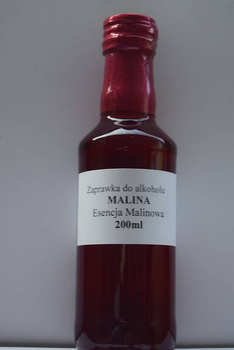 Zaprawka do alkoholu
MALINA
Esencja Malinowa
200ml